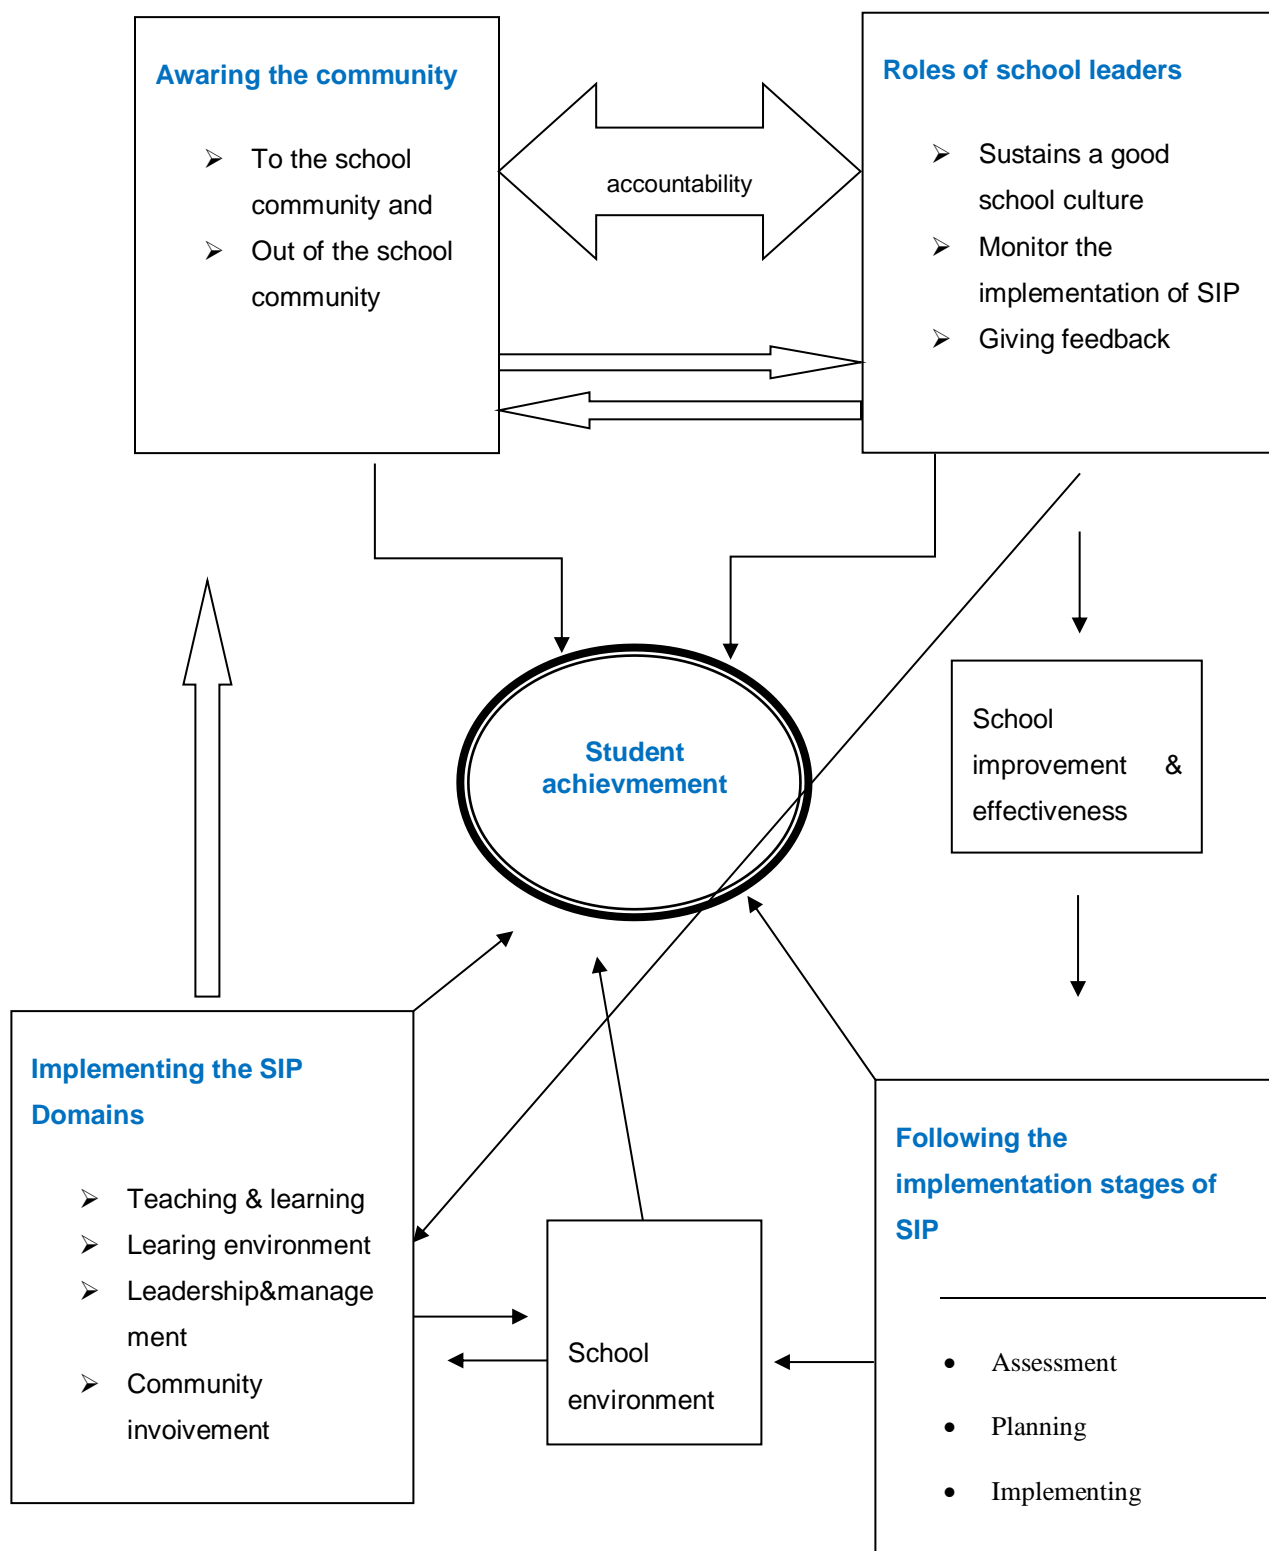 Awaring the community
➢ To the school
community and
➢ Out of the school
community
accountability
Roles of school leaders
➢ Sustains a good
school culture
➢ Monitor the
implementation of SIP
➢ Giving feedback
Student
achievmement
School
improvement &
effectiveness
Implementing the SIP
Domains
➢ Teaching & learning
➢ Learing environment
➢ Leadership&manage
ment
➢ Community
invoivement
School
environment
Following the
implementation stages of
SIP
• Assessment
• Planning
• Implementing